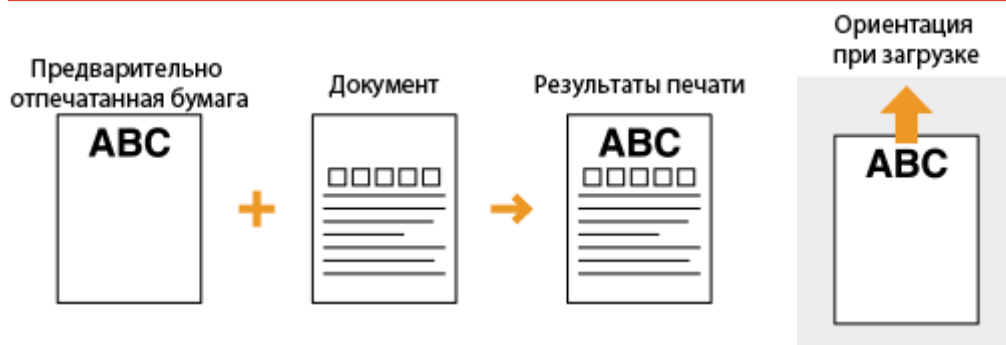 Предварительно
отпечатанная бумага
ABC
Документ
Результаты печати
ABC
Ориентация
при загрузке
ABC